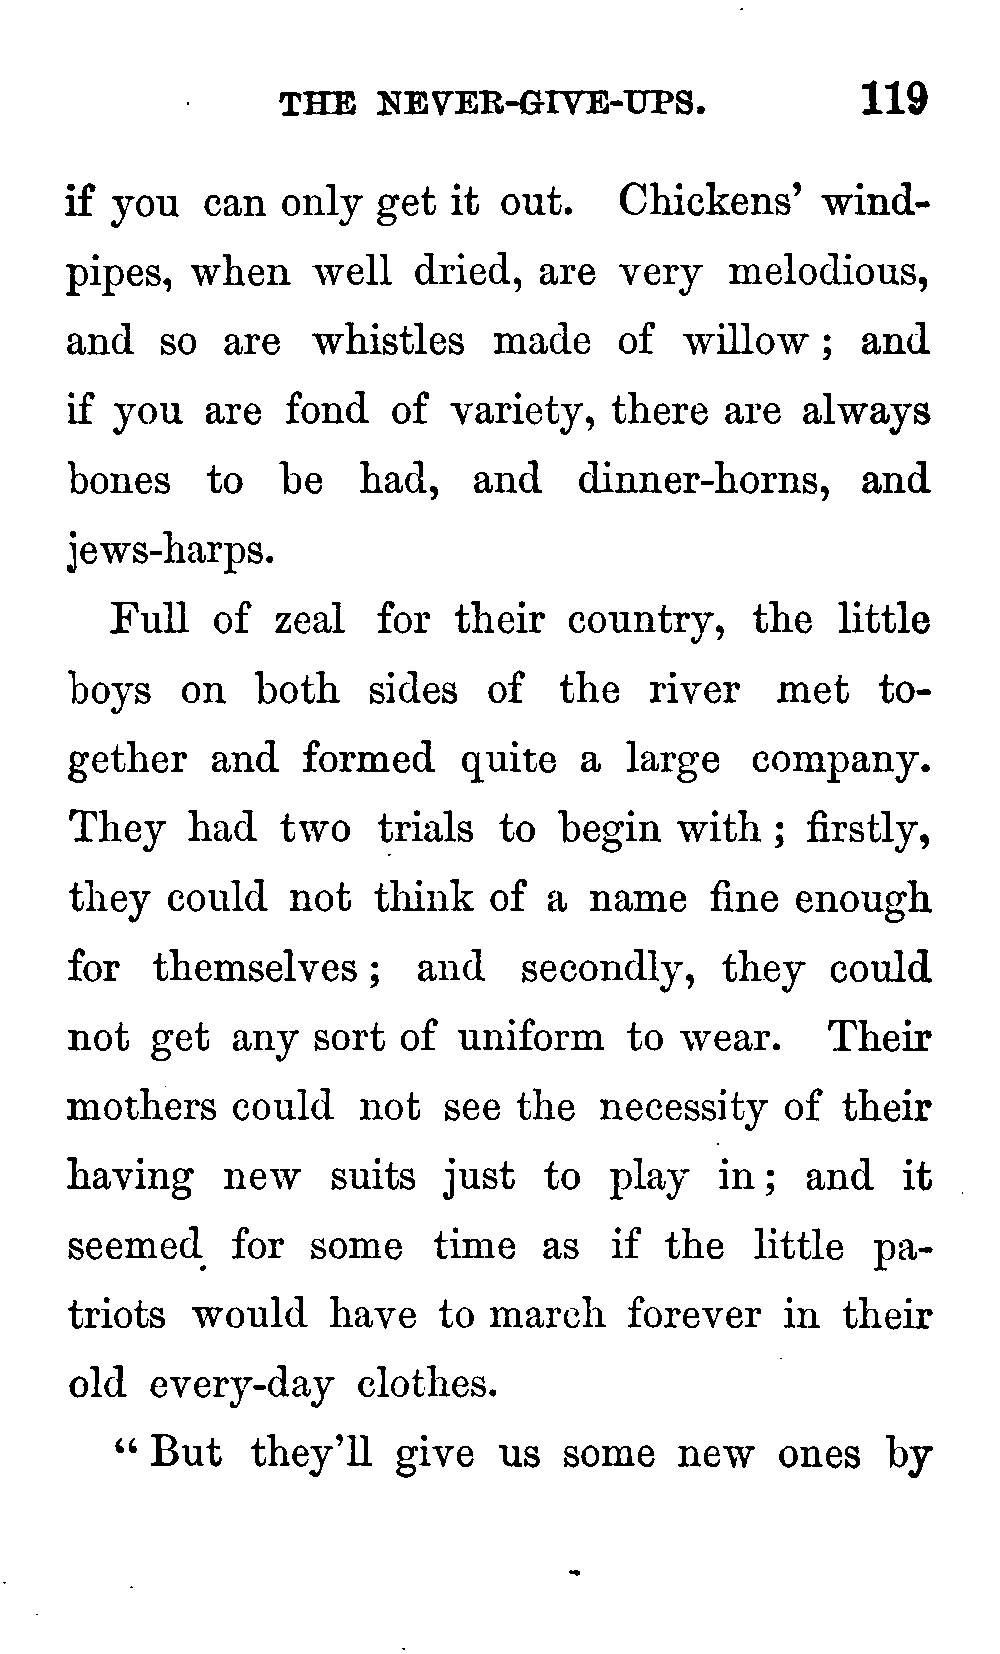 THE NEVER-GIVE-UPS. 119
if you can only get it out. Chickens' wind-
pipes, when well dried, are very melodious,
and so are whistles made of willow; and
if you are fond of variety, there are always
bones to be had, and dinner-horns, and
jews-harps.
Full of zeal for their country, the little
boys on both sides of the river met to-
gether and formed quite a large company.
They had two trials to begin with; firstly,
they could not think of a name fine enough
for themselves; and secondly, they could
not get any sort of uniform to wear. Their
mothers could not see the necessity of their
having new suits just to play in; and it
seemed for some time as if the little pa-
triots would have to march forever in their
old every-day clothes.
"But they'll give us some new ones by